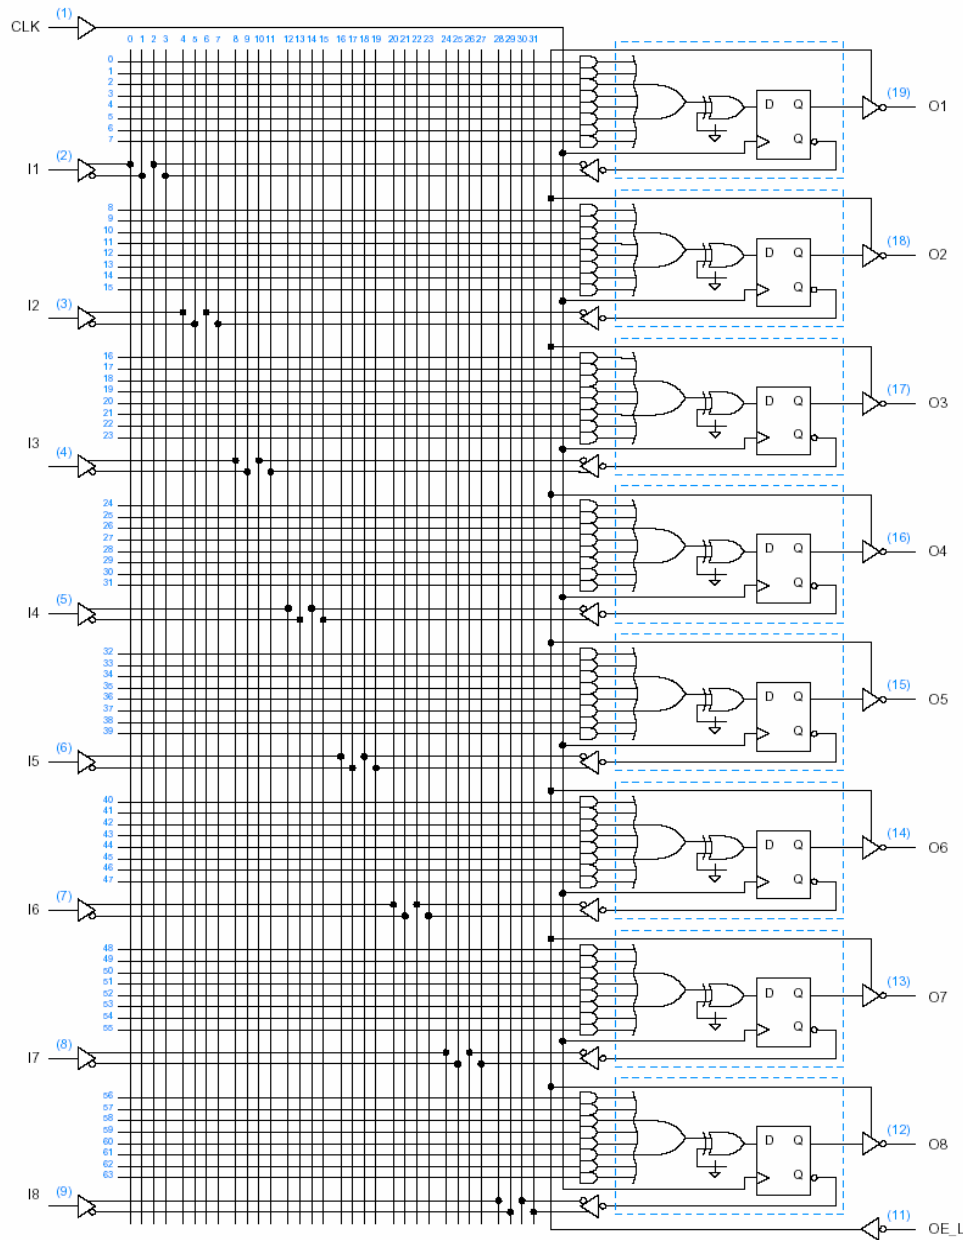 CLK (1)
0 1 2 3 4 5 6 7 8 9 10 11 12 13 14 15 16 17 18 19 20 21 22 23 24 25 26 27 28 29 30 31
0
1
2
3
4
5
6
7
D Q
Q
(19) O1
I1 (2)
8
9
10
11
12
13
14
15
D Q
Q
(18) O2
I2 (3)
16
17
18
19
20
21
22
23
D Q
Q
(17) O3
I3 (4)
24
25
26
27
28
29
30
31
D Q
Q
(16) O4
I4 (5)
32
33
34
35
36
37
38
39
D Q
Q
(15) O5
I5 (6)
40
41
42
43
44
45
46
47
D Q
Q
(14) O6
I6 (7)
48
49
50
51
52
53
54
55
D Q
Q
(13) O7
I7 (8)
56
57
58
59
60
61
62
63
D Q
Q
(12) O8
I8 (9)
(11) OE_L